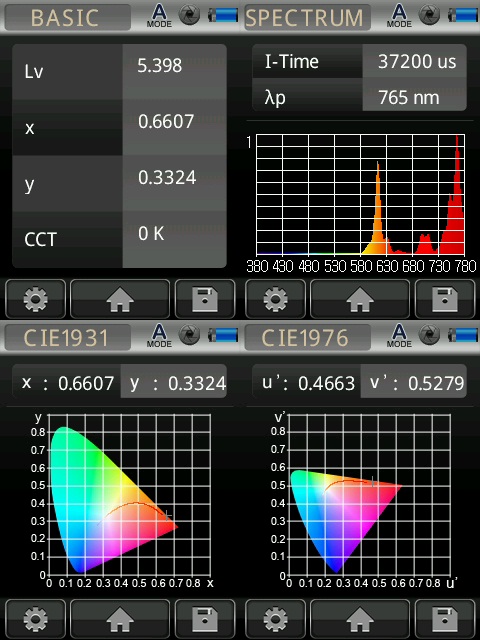 BASIC A MODE
Lv 5.398
x 0.6607
y 0.3324
CCT 0 K
SPECTRUM A MODE
I-Time 37200 us
λp 765 nm
1
380 430 480 530 580 630 680 730 780
CIE1931 A MODE
x : 0.6607 y : 0.3324
y
0.8
0.7
0.6
0.5
0.4
0.3
0.2
0.1
0
0 0.1 0.2 0.3 0.4 0.5 0.6 0.7 0.8 x
CIE1976 A MODE
u': 0.4663 v': 0.5279
v'
0.8
0.7
0.6
0.5
0.4
0.3
0.2
0.1
0
0 0.1 0.2 0.3 0.4 0.5 0.6 0.7 0.8 u'